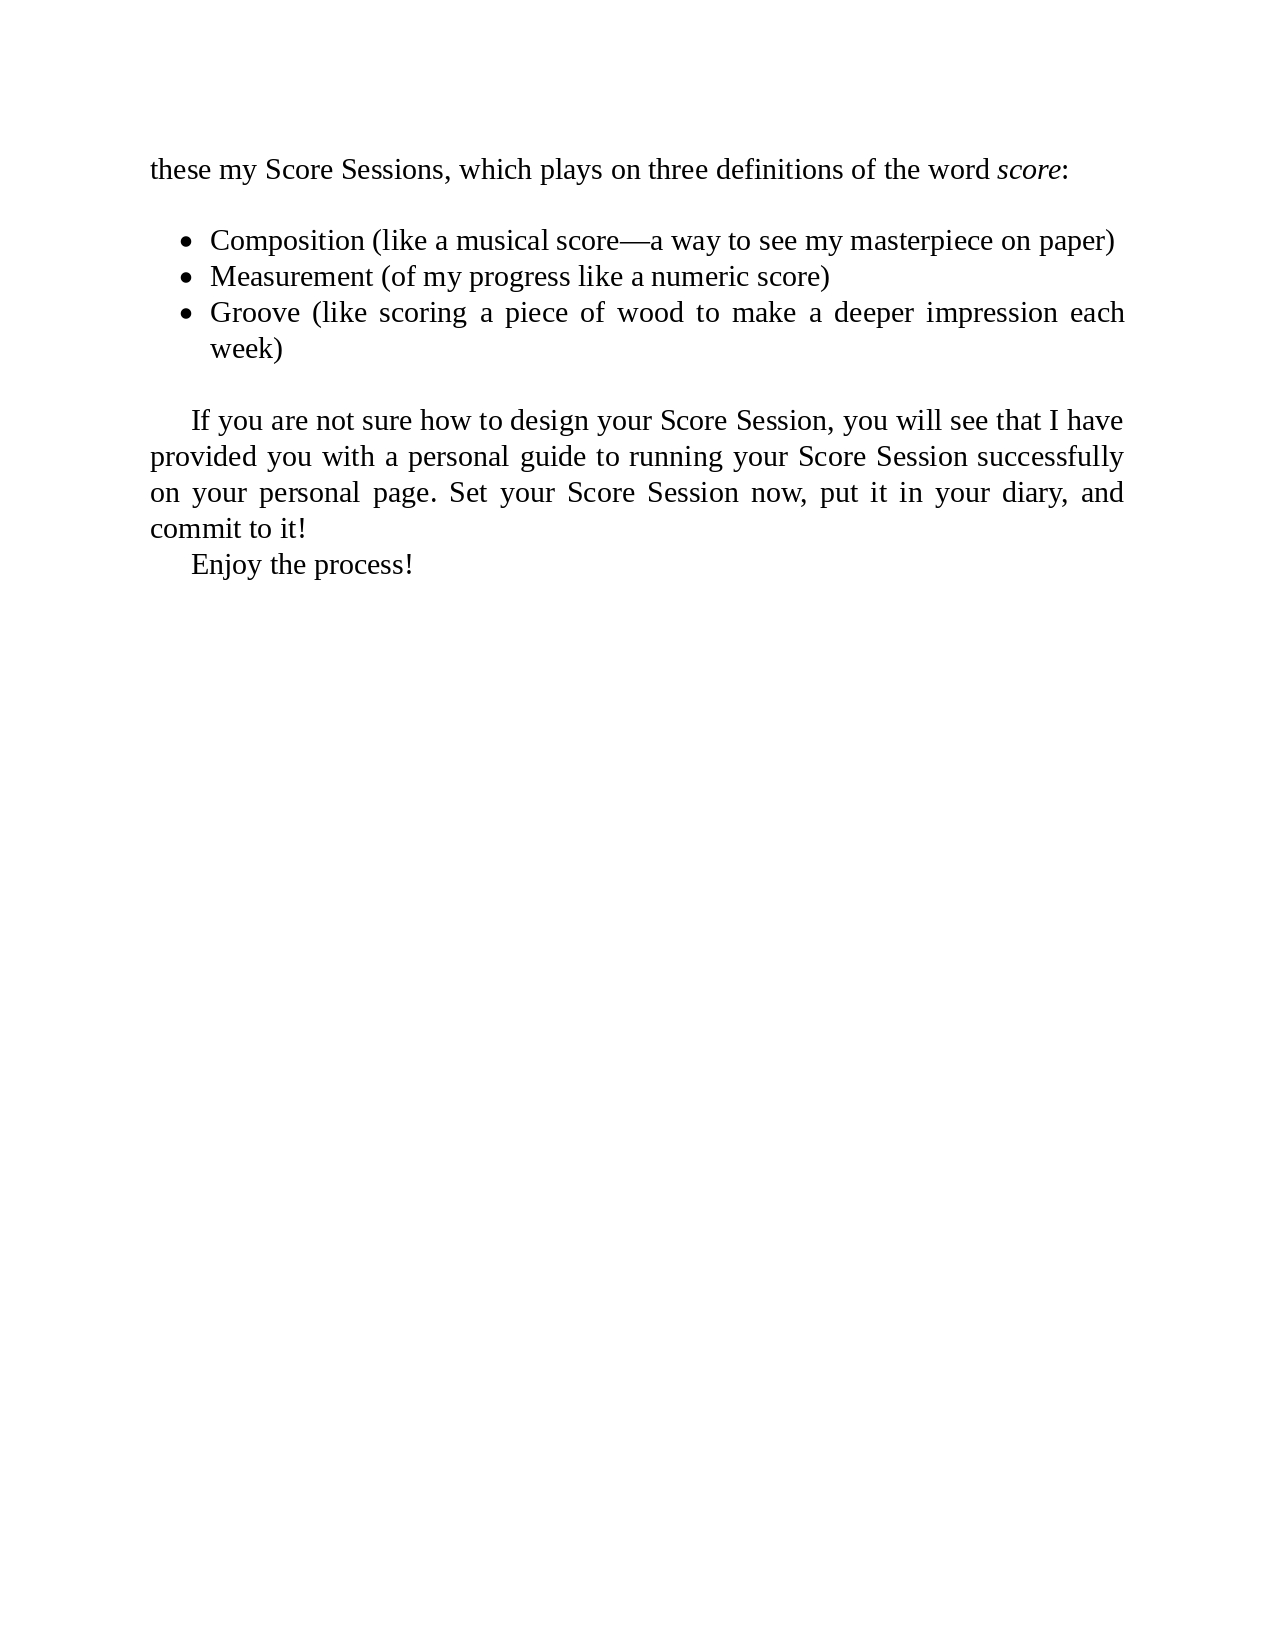 these my Score Sessions, which plays on three definitions of the word score:
• Composition (like a musical score—a way to see my masterpiece on paper)
• Measurement (of my progress like a numeric score)
• Groove (like scoring a piece of wood to make a deeper impression each
week)
If you are not sure how to design your Score Session, you will see that I have
provided you with a personal guide to running your Score Session successfully
on your personal page. Set your Score Session now, put it in your diary, and
commit to it!
Enjoy the process!